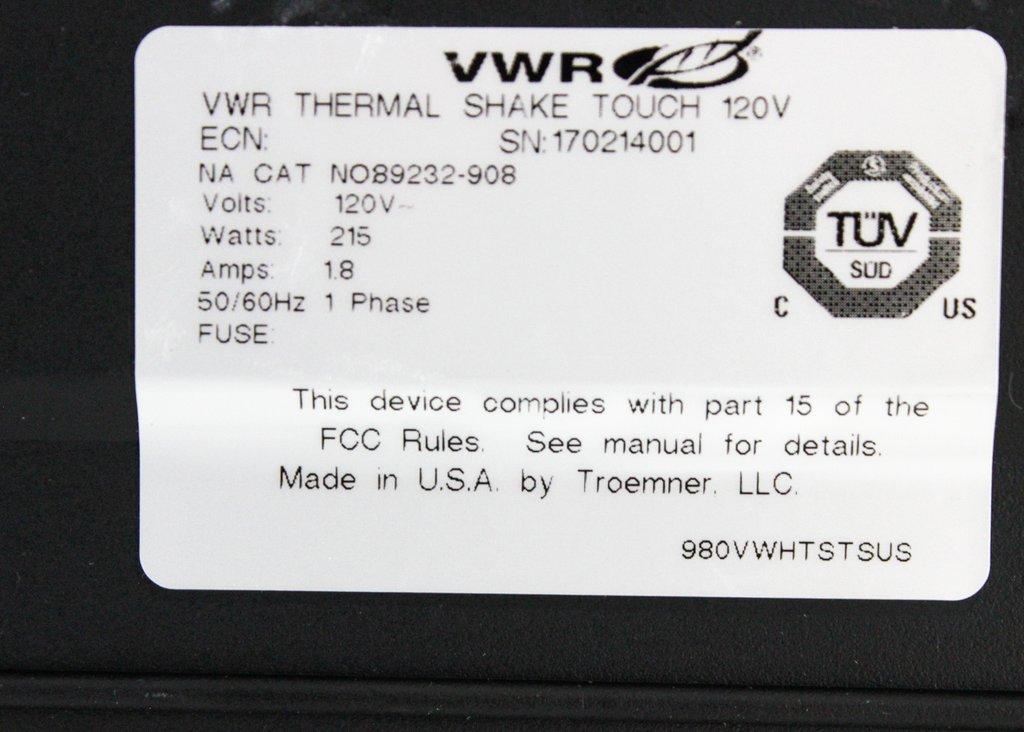 VWR ®
VWR THERMAL SHAKE TOUCH 120V
ECN: SN: 170214001
NA CAT NO89232-908
Volts: 120V~
Watts: 215
Amps: 1.8
50/60Hz 1 Phase
FUSE:
TÜV
SÜD
C US
This device complies with part 15 of the
FCC Rules. See manual for details.
Made in U.S.A. by Troemner, LLC.
980VWHTSTSUS